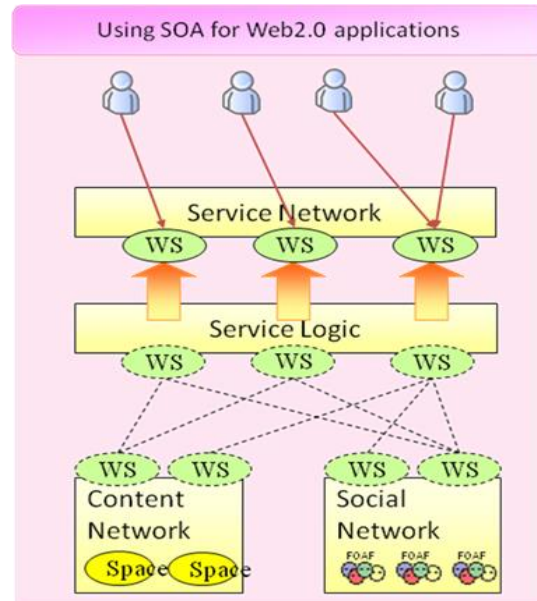 Using SOA for Web2.0 applications
Service Network
WS WS WS
Service Logic
WS WS WS
WS WS WS WS
Content
Network
Space Space
Social
Network
FOAF FOAF FOAF